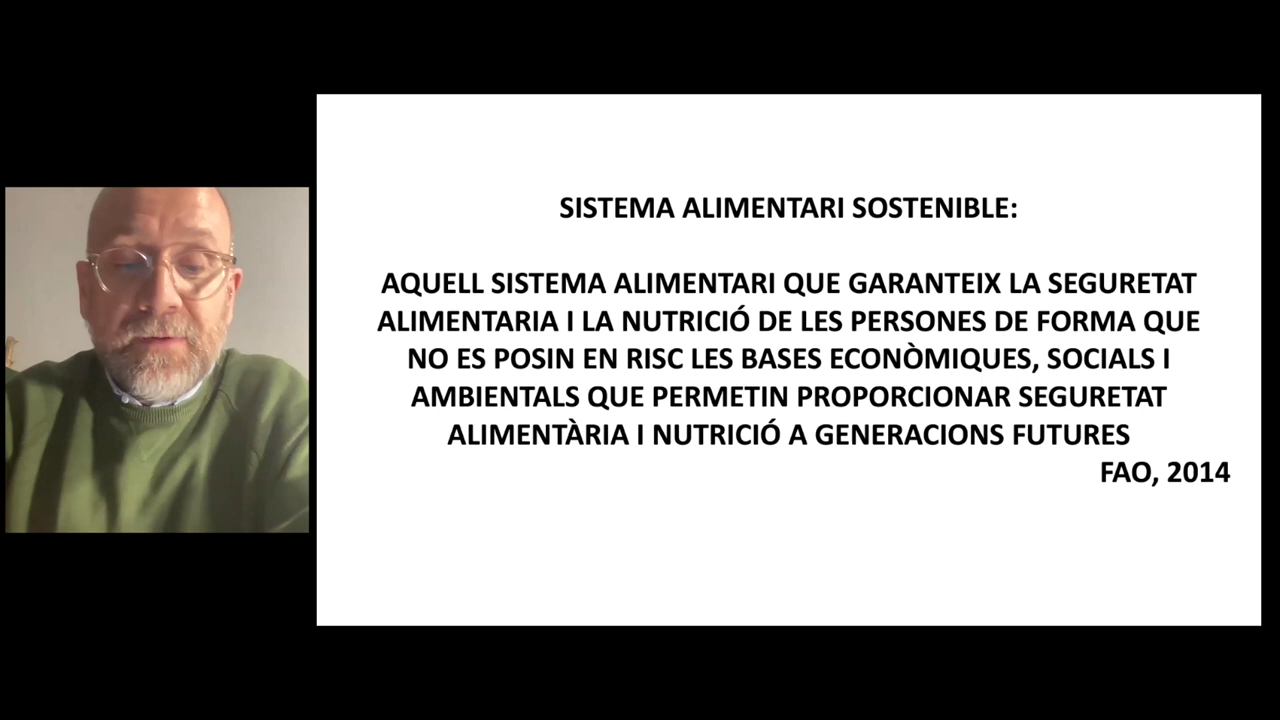 SISTEMA ALIMENTARI SOSTENIBLE:
AQUELL SISTEMA ALIMENTARI QUE GARANTEIX LA SEGURETAT
ALIMENTARIA I LA NUTRICIÓ DE LES PERSONES DE FORMA QUE
NO ES POSIN EN RISC LES BASES ECONÒMIQUES, SOCIALS I
AMBIENTALS QUE PERMETIN PROPORCIONAR SEGURETAT
ALIMENTÀRIA I NUTRICIÓ A GENERACIONS FUTURES
FAO, 2014